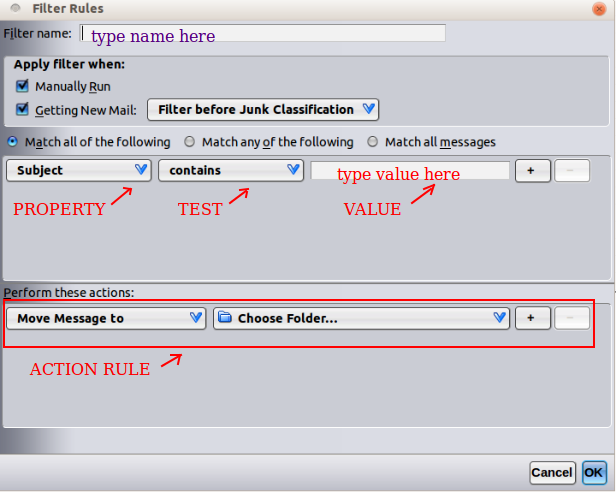 Filter Rules
Filter name: type name here
Apply filter when:
Manually Run
Getting New Mail: Filter before Junk Classification
Match all of the following Match any of the following Match all messages
Subject contains type value here + −
PROPERTY TEST VALUE
Perform these actions:
Move Message to Choose Folder... + −
ACTION RULE
Cancel OK